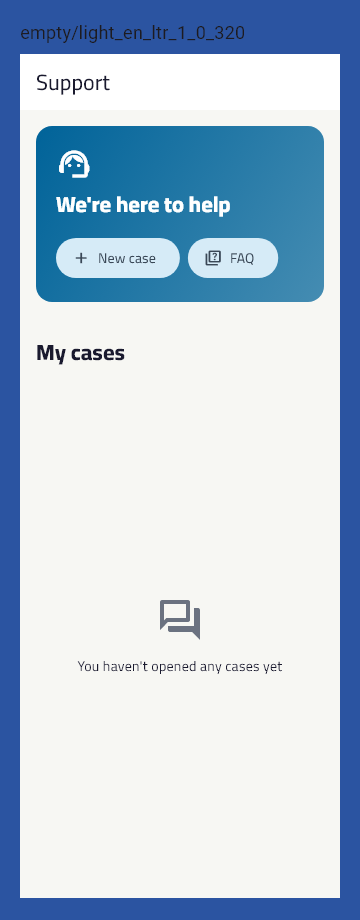 empty/light_en_ltr_1_0_320
Support
We're here to help
New case
FAQ
My cases
You haven't opened any cases yet